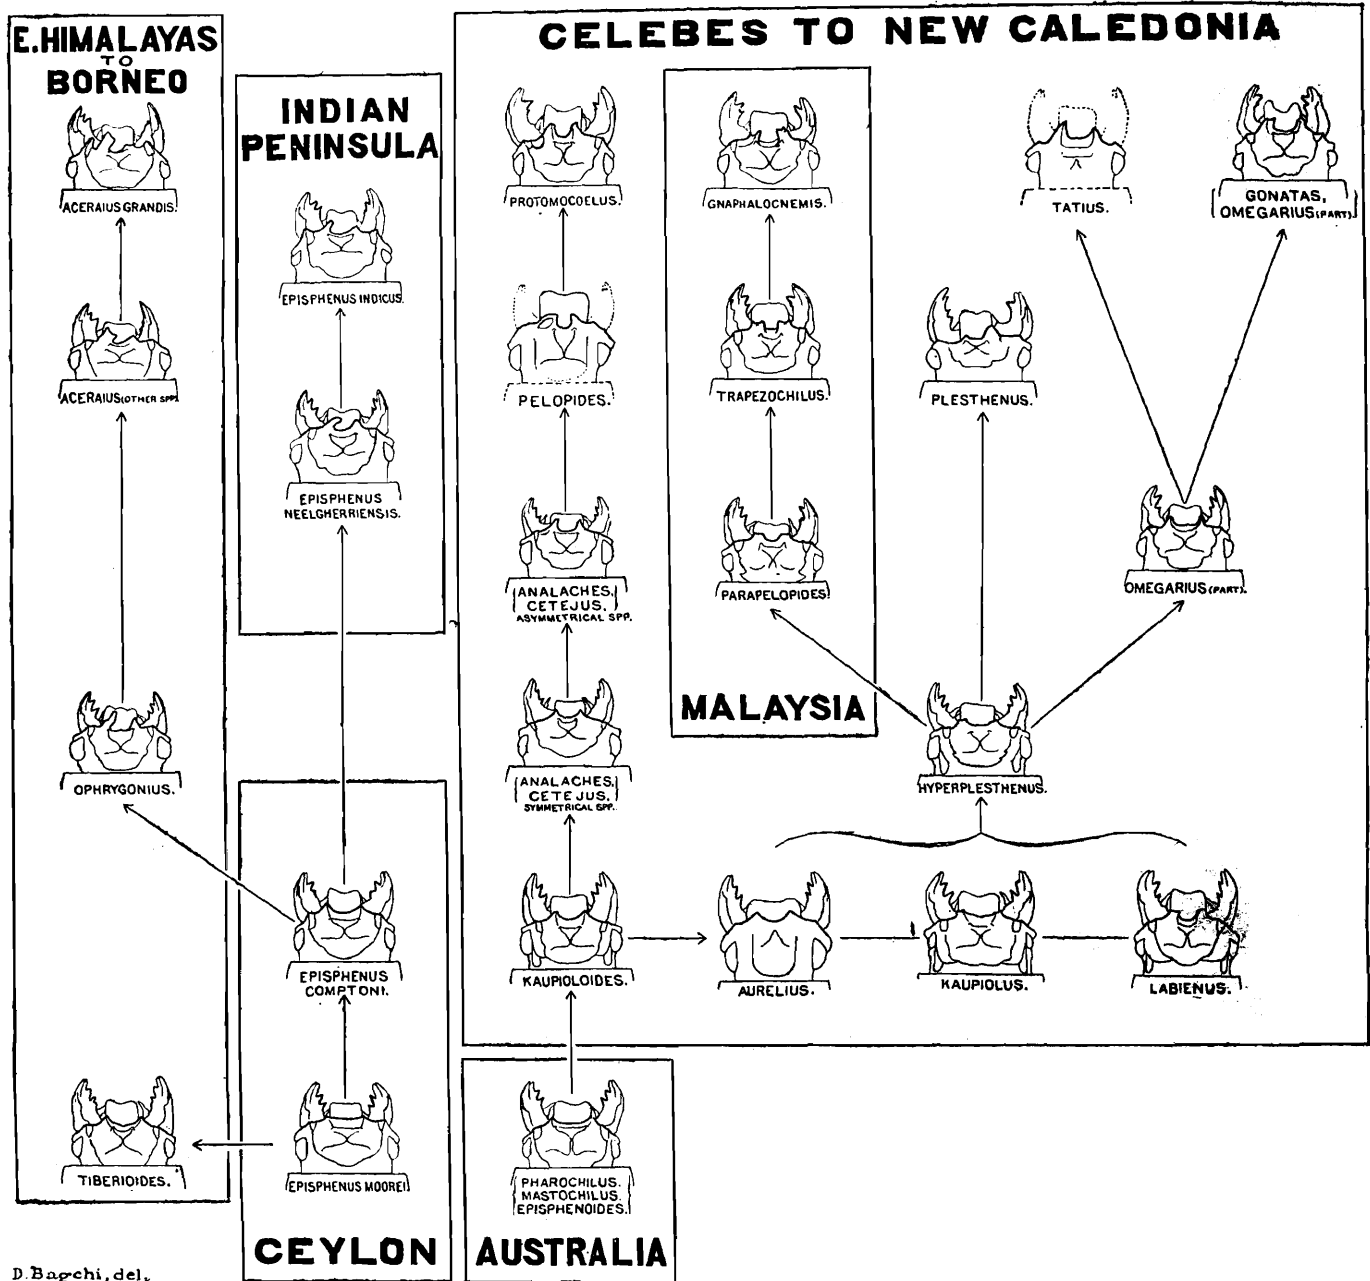 E. HIMALAYAS
TO
BORNEO
ACERAIUS GRANDIS.
ACERAIUS (OTHER SPP.)
OPHRYGONIUS.
TIBERIOIDES.
INDIAN
PENINSULA
EPISPHENUS INDICUS.
EPISPHENUS
NEELGHERRIENSIS.
EPISPHENUS
COMPTONI.
EPISPHENUS MOOREI
CEYLON
CELEBES TO NEW CALEDONIA
PROTOMOCOELUS.
PELOPIDES.
ANALACHES,
CETEJUS.
ASYMMETRICAL SPP.
ANALACHES,
CETEJUS.
SYMMETRICAL SPP.
KAUPIOLOIDES.
GNAPHALOCNEMIS.
TRAPEZOCHILUS.
PARAPELOPIDES.
MALAYSIA
TATIUS.
GONATAS,
OMEGARIUS (PART).
PLESTHENUS.
OMEGARIUS (PART).
HYPERPLESTHENUS.
AURELIUS.
KAUPIOLUS.
LABIENUS.
PHAROCHILUS.
MASTOCHILUS.
EPISPHENOIDES.
AUSTRALIA
D. Bagchi, del.